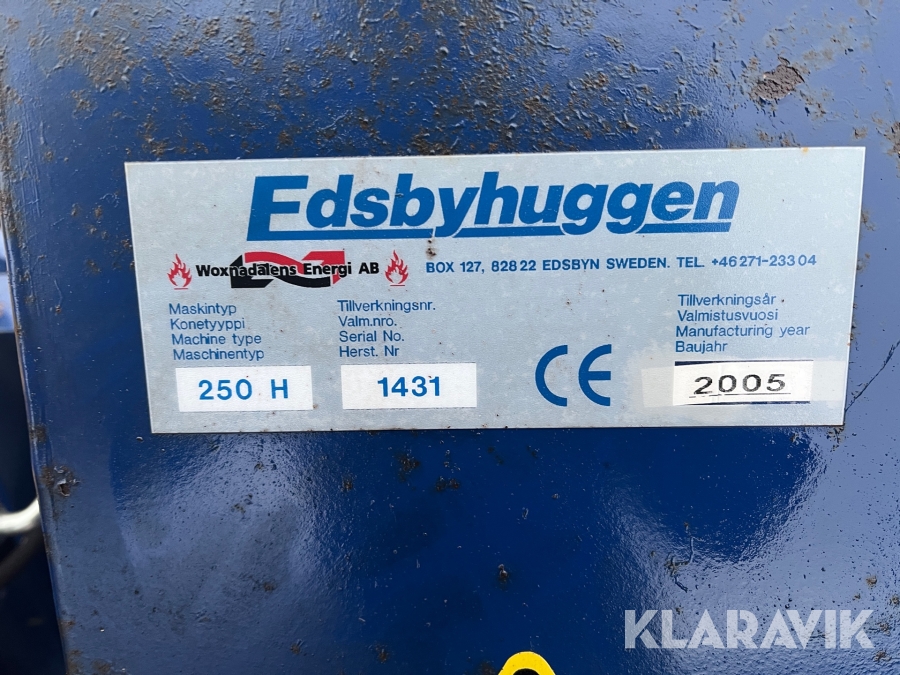 Edsbyhuggen
Woxnadalens Energi AB
BOX 127, 828 22 EDSBYN SWEDEN. TEL. +46 271-233 04
Maskintyp
Konetyyppi
Machine type
Maschinentyp
250 H
Tillverkningsnr.
Valm.nro.
Serial No.
Herst. Nr
1431
CE
Tillverkningsår
Valmistusvuosi
Manufacturing year
Baujahr
2005
KLARAVIK